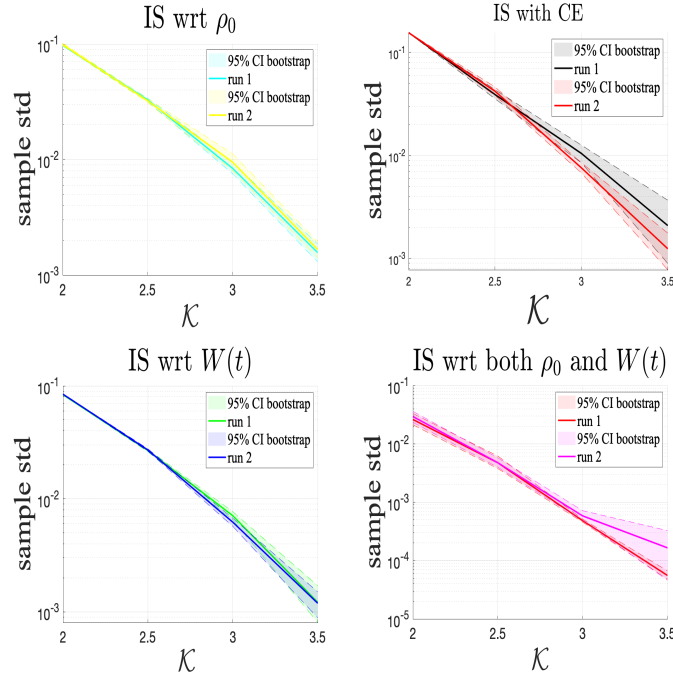 IS wrt ρ₀
10⁻¹
10⁻²
10⁻³
sample std
95% CI bootstrap
run 1
95% CI bootstrap
run 2
2 2.5 3 3.5
𝒦
IS with CE
10⁻¹
10⁻²
10⁻³
sample std
95% CI bootstrap
run 1
95% CI bootstrap
run 2
2 2.5 3 3.5
𝒦
IS wrt W(t)
10⁻¹
10⁻²
10⁻³
sample std
95% CI bootstrap
run 1
95% CI bootstrap
run 2
2 2.5 3 3.5
𝒦
IS wrt both ρ₀ and W(t)
10⁻¹
10⁻²
10⁻³
10⁻⁴
10⁻⁵
sample std
95% CI bootstrap
run 1
95% CI bootstrap
run 2
2 2.5 3 3.5
𝒦